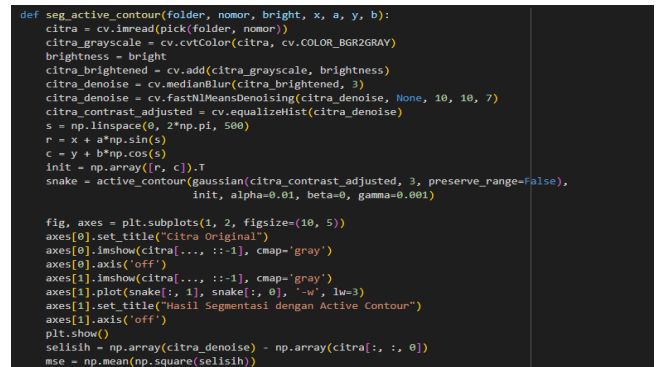 def seg_active_contour(folder, nomor, bright, x, a, y, b):
    citra = cv.imread(pick(folder, nomor))
    citra_grayscale = cv.cvtColor(citra, cv.COLOR_BGR2GRAY)
    brightness = bright
    citra_brightened = cv.add(citra_grayscale, brightness)
    citra_denoise = cv.medianBlur(citra_brightened, 3)
    citra_denoise = cv.fastNlMeansDenoising(citra_denoise, None, 10, 10, 7)
    citra_contrast_adjusted = cv.equalizeHist(citra_denoise)
    s = np.linspace(0, 2*np.pi, 500)
    r = x + a*np.sin(s)
    c = y + b*np.cos(s)
    init = np.array([r, c]).T
    snake = active_contour(gaussian(citra_contrast_adjusted, 3, preserve_range=False),
                           init, alpha=0.01, beta=0, gamma=0.001)

    fig, axes = plt.subplots(1, 2, figsize=(10, 5))
    axes[0].set_title("Citra Original")
    axes[0].imshow(citra[..., ::-1], cmap='gray')
    axes[0].axis('off')
    axes[1].imshow(citra[..., ::-1], cmap='gray')
    axes[1].plot(snake[:, 1], snake[:, 0], '-w', lw=3)
    axes[1].set_title("Hasil Segmentasi dengan Active Contour")
    axes[1].axis('off')
    plt.show()
    selisih = np.array(citra_denoise) - np.array(citra[:, :, 0])
    mse = np.mean(np.square(selisih))